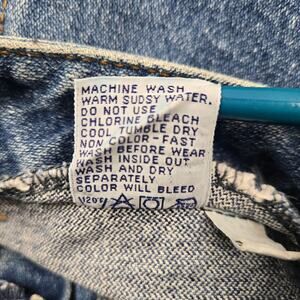 MACHINE WASH
WARM SUDSY WATER.
DO NOT USE
CHLORINE BLEACH
COOL TUMBLE DRY
NON COLOR-FAST
WASH BEFORE WEAR
WASH INSIDE OUT
WASH AND DRY
SEPARATELY
COLOR WILL BLEED